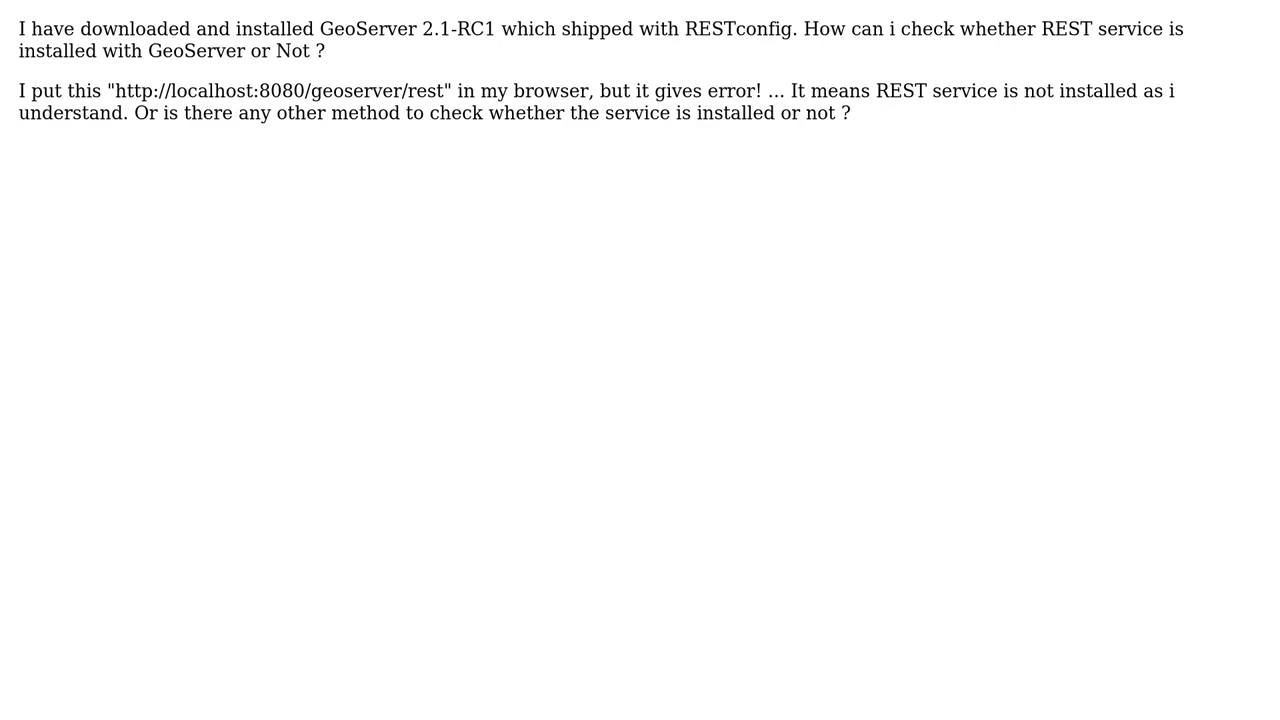 I have downloaded and installed GeoServer 2.1-RC1 which shipped with RESTconfig. How can i check whether REST service is
installed with GeoServer or Not ?
I put this "http://localhost:8080/geoserver/rest" in my browser, but it gives error! ... It means REST service is not installed as i
understand. Or is there any other method to check whether the service is installed or not ?